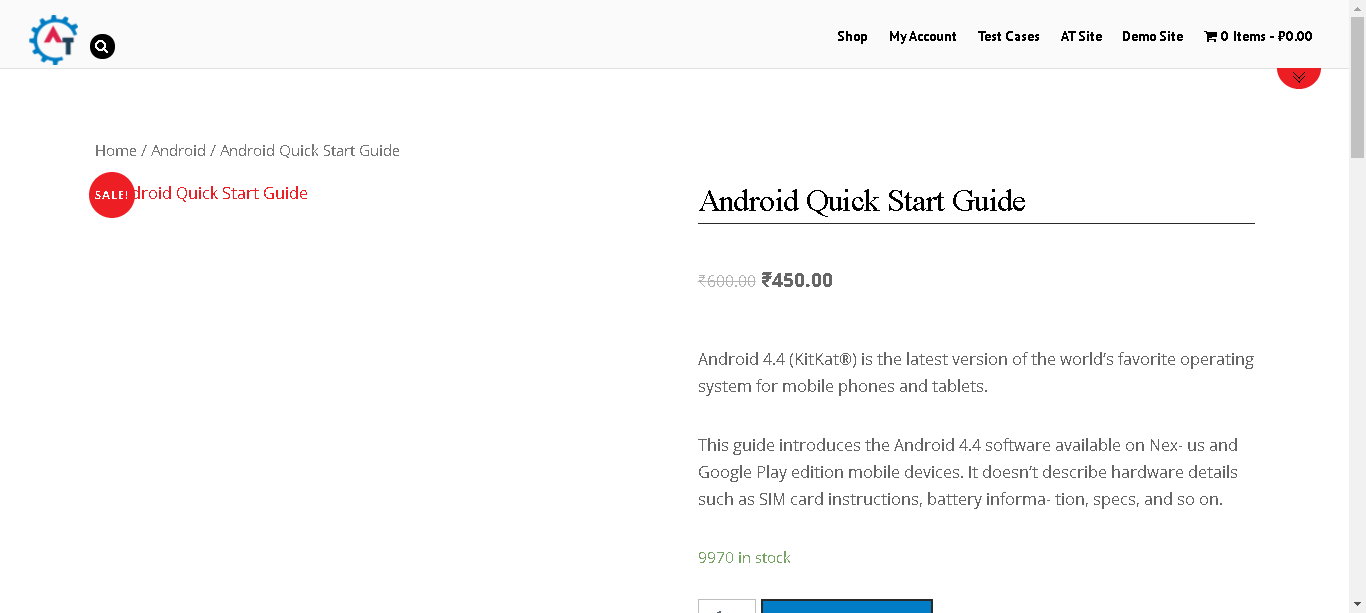 AT
Shop
My Account
Test Cases
AT Site
Demo Site
0 Items - ₹0.00
Home / Android / Android Quick Start Guide
SALE!
droid Quick Start Guide
Android Quick Start Guide
₹600.00 ₹450.00
Android 4.4 (KitKat®) is the latest version of the world’s favorite operating
system for mobile phones and tablets.
This guide introduces the Android 4.4 software available on Nex- us and
Google Play edition mobile devices. It doesn’t describe hardware details
such as SIM card instructions, battery informa- tion, specs, and so on.
9970 in stock